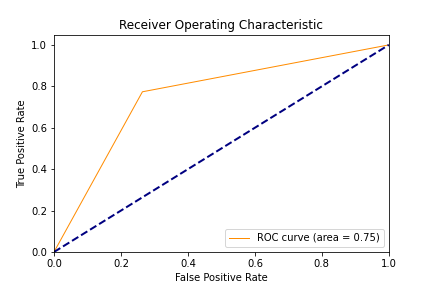 Receiver Operating Characteristic
True Positive Rate
1.0
0.8
0.6
0.4
0.2
0.0
ROC curve (area = 0.75)
0.0 0.2 0.4 0.6 0.8 1.0
False Positive Rate